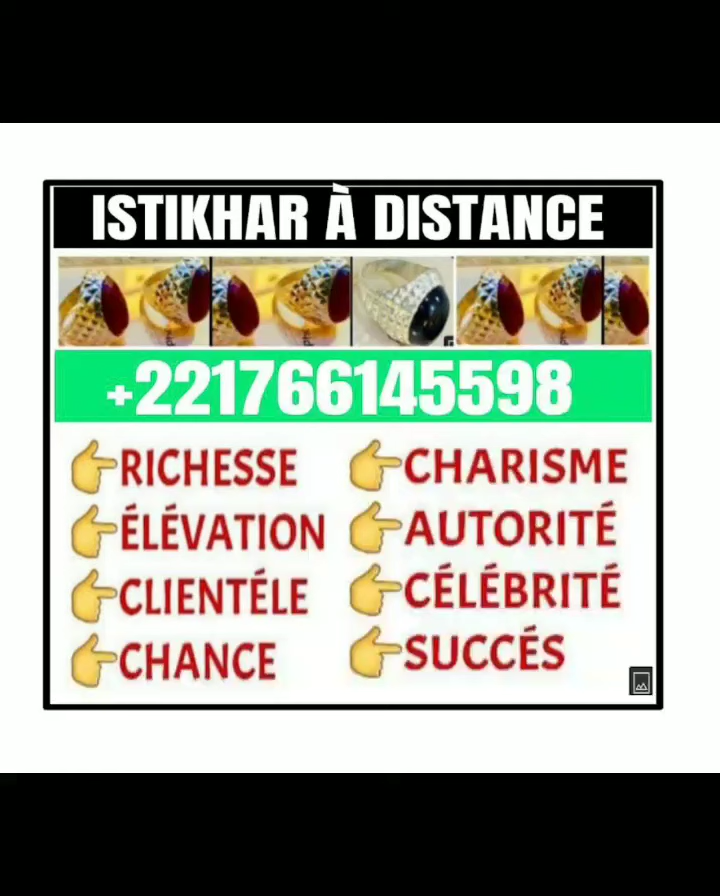 ISTIKHAR À DISTANCE
+221766145598
👉RICHESSE
👉ÉLÉVATION
👉CLIENTÉLE
👉CHANCE
👉CHARISME
👉AUTORITÉ
👉CÉLÉBRITÉ
👉SUCCÉS